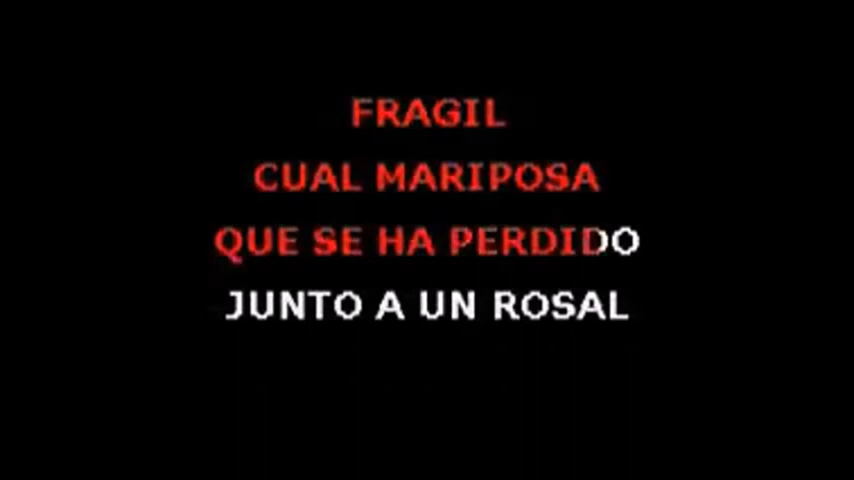 FRAGIL
CUAL MARIPOSA
QUE SE HA PERDIDO
JUNTO A UN ROSAL